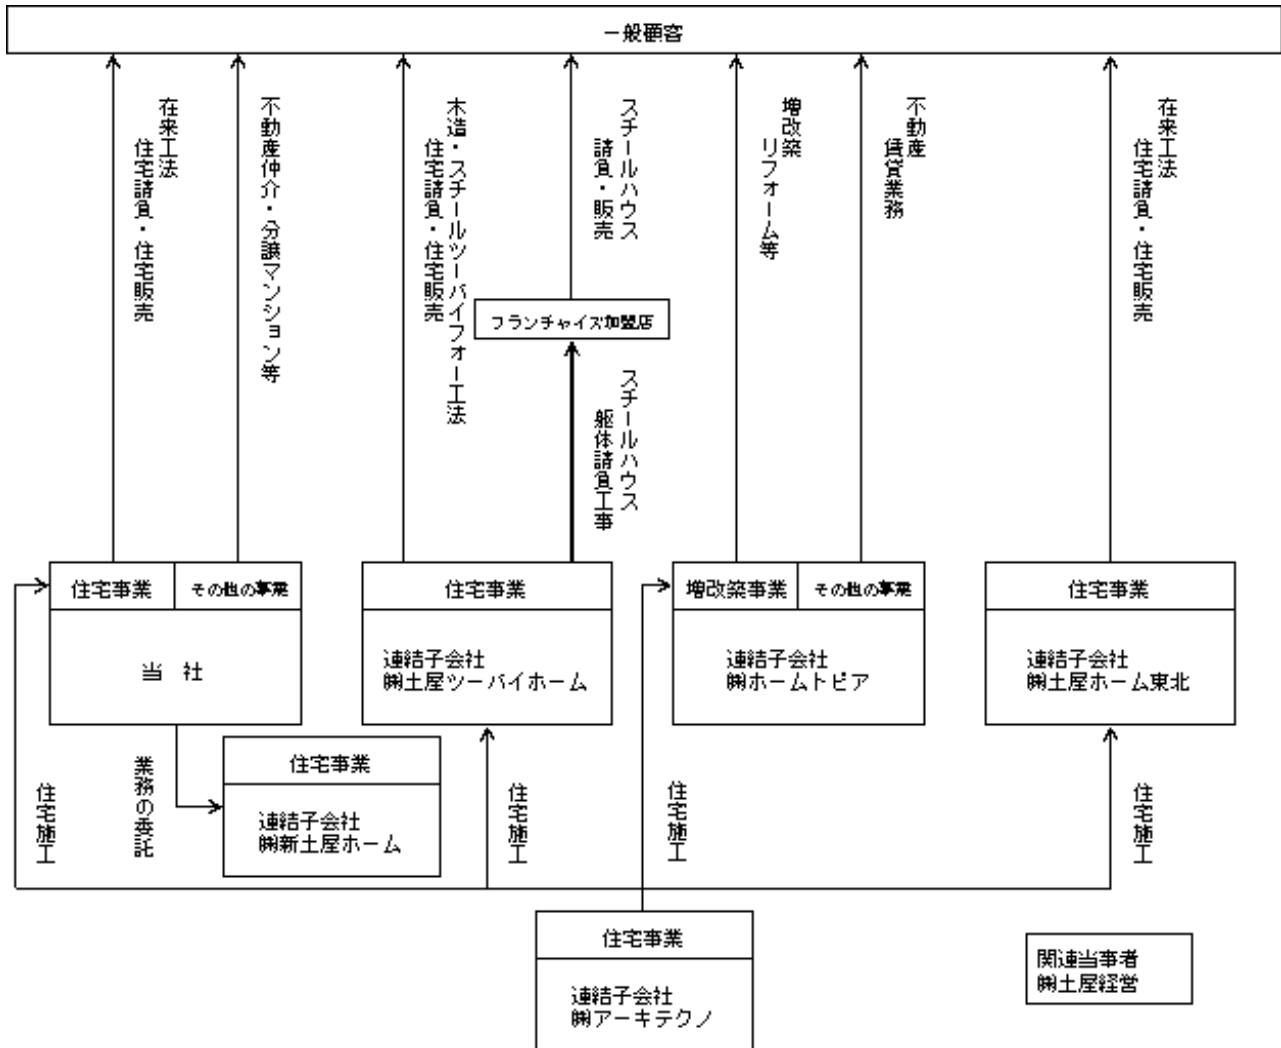 一般顧客
在来工法
住宅請負・住宅販売
不動産仲介・分譲マンション等
木造・スチールツーバイフォー工法
住宅請負・住宅販売
スチールハウス
請負・販売
増改築
リフォーム等
不動産
賃貸業務
在来工法
住宅請負・住宅販売
フランチャイズ加盟店
スチールハウス
躯体請負工事
住宅事業
その他の事業
当 社
住宅事業
連結子会社
㈱土屋ツーバイホーム
増改築事業
その他の事業
連結子会社
㈱ホームトピア
住宅事業
連結子会社
㈱土屋ホーム東北
住宅施工
業務の委託
住宅事業
連結子会社
㈱新土屋ホーム
住宅施工
住宅施工
住宅施工
住宅事業
連結子会社
㈱アーキテクノ
関連当事者
㈱土屋経営